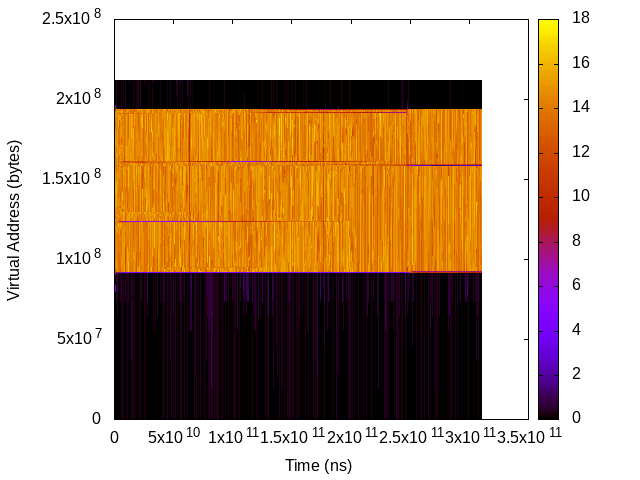 2.5x10 8
2x10 8
1.5x10 8
1x10 8
5x10 7
0
Virtual Address (bytes)
0 5x10 10 1x10 11 1.5x10 11 2x10 11 2.5x10 11 3x10 11 3.5x10 11
Time (ns)
18
16
14
12
10
8
6
4
2
0